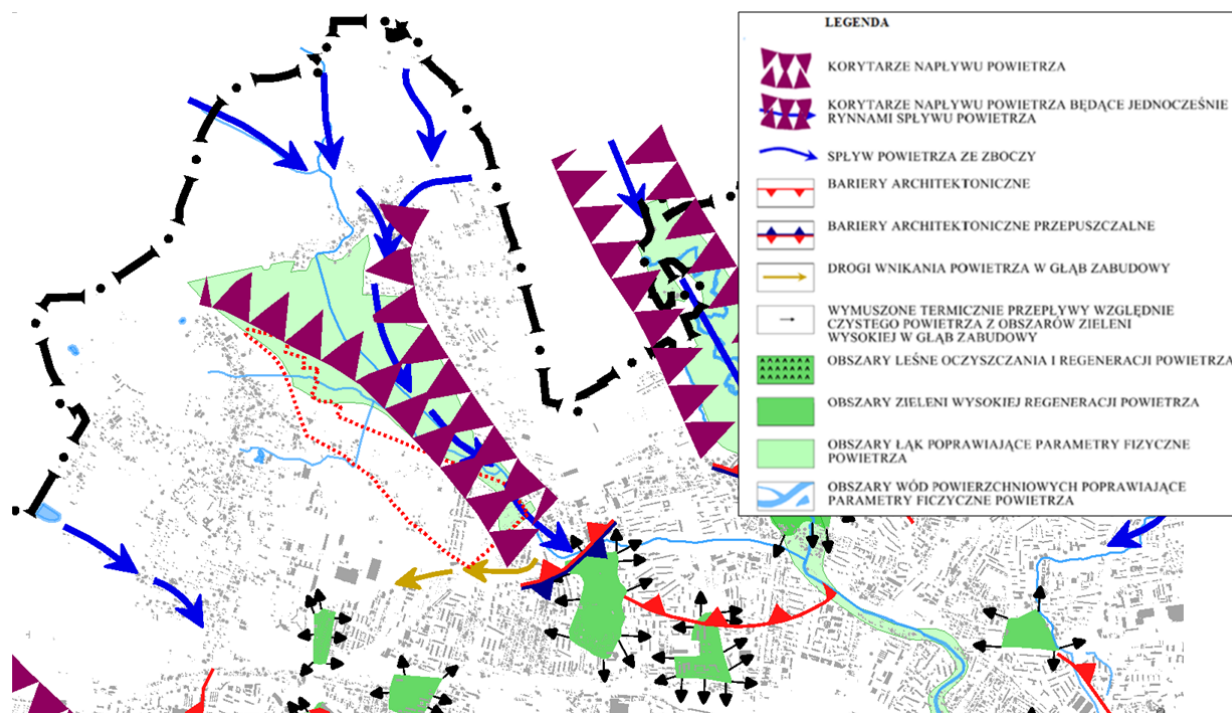 LEGENDA
KORYTARZE NAPŁYWU POWIETRZA
KORYTARZE NAPŁYWU POWIETRZA BĘDĄCE JEDNOCZEŚNIE
RYNNAMI SPŁYWU POWIETRZA
SPŁYW POWIETRZA ZE ZBOCZY
BARIERY ARCHITEKTONICZNE
BARIERY ARCHITEKTONICZNE PRZEPUSZCZALNE
DROGI WNIKANIA POWIETRZA W GŁĄB ZABUDOWY
WYMUSZONE TERMICZNIE PRZEPŁYWY WZGLĘDNIE
CZYSTEGO POWIETRZA Z OBSZARÓW ZIELENI
WYSOKIEJ W GŁĄB ZABUDOWY
OBSZARY LEŚNE OCZYSZCZANIA I REGENERACJI POWIETRZA
OBSZARY ZIELENI WYSOKIEJ REGENERACJI POWIETRZA
OBSZARY ŁĄK POPRAWIAJĄCE PARAMETRY FIZYCZNE
POWIETRZA
OBSZARY WÓD POWIERZCHNIOWYCH POPRAWIAJĄCE
PARAMETRY FICZYCZNE POWIETRZA